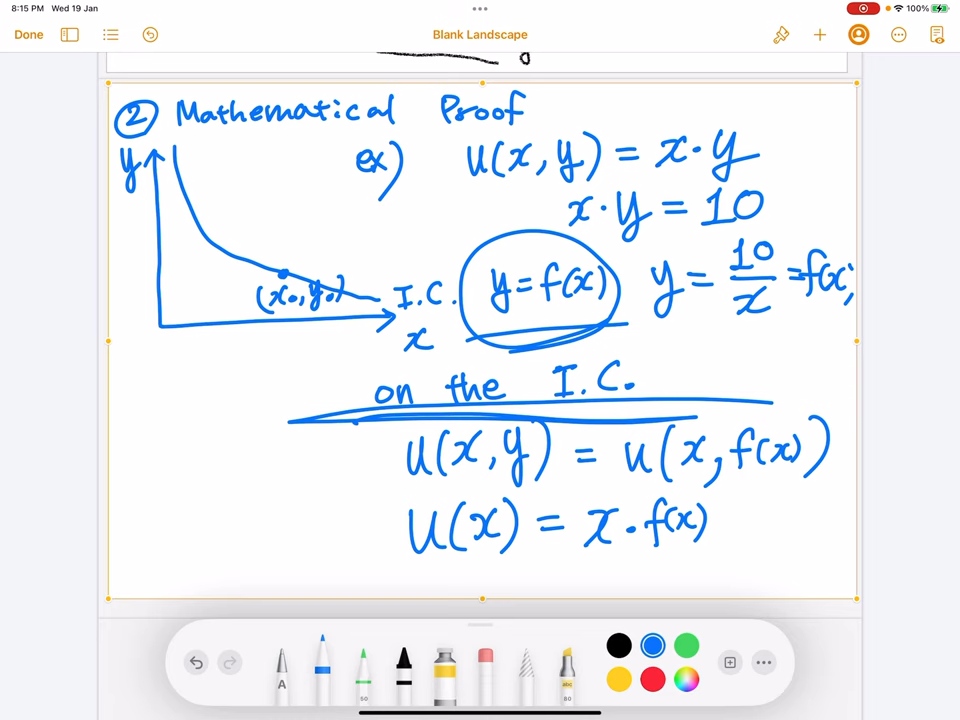 8:15 PM Wed 19 Jan
100%
Done
Blank Landscape
② Mathematical Proof
y
ex) u(x, y) = x · y
x · y = 10
(x₀, y₀)
I.C.
x
y = f(x)
y = 10/x = f(x)
on the I.C.
u(x, y) = u(x, f(x))
u(x) = x · f(x)
A
50
abc
80